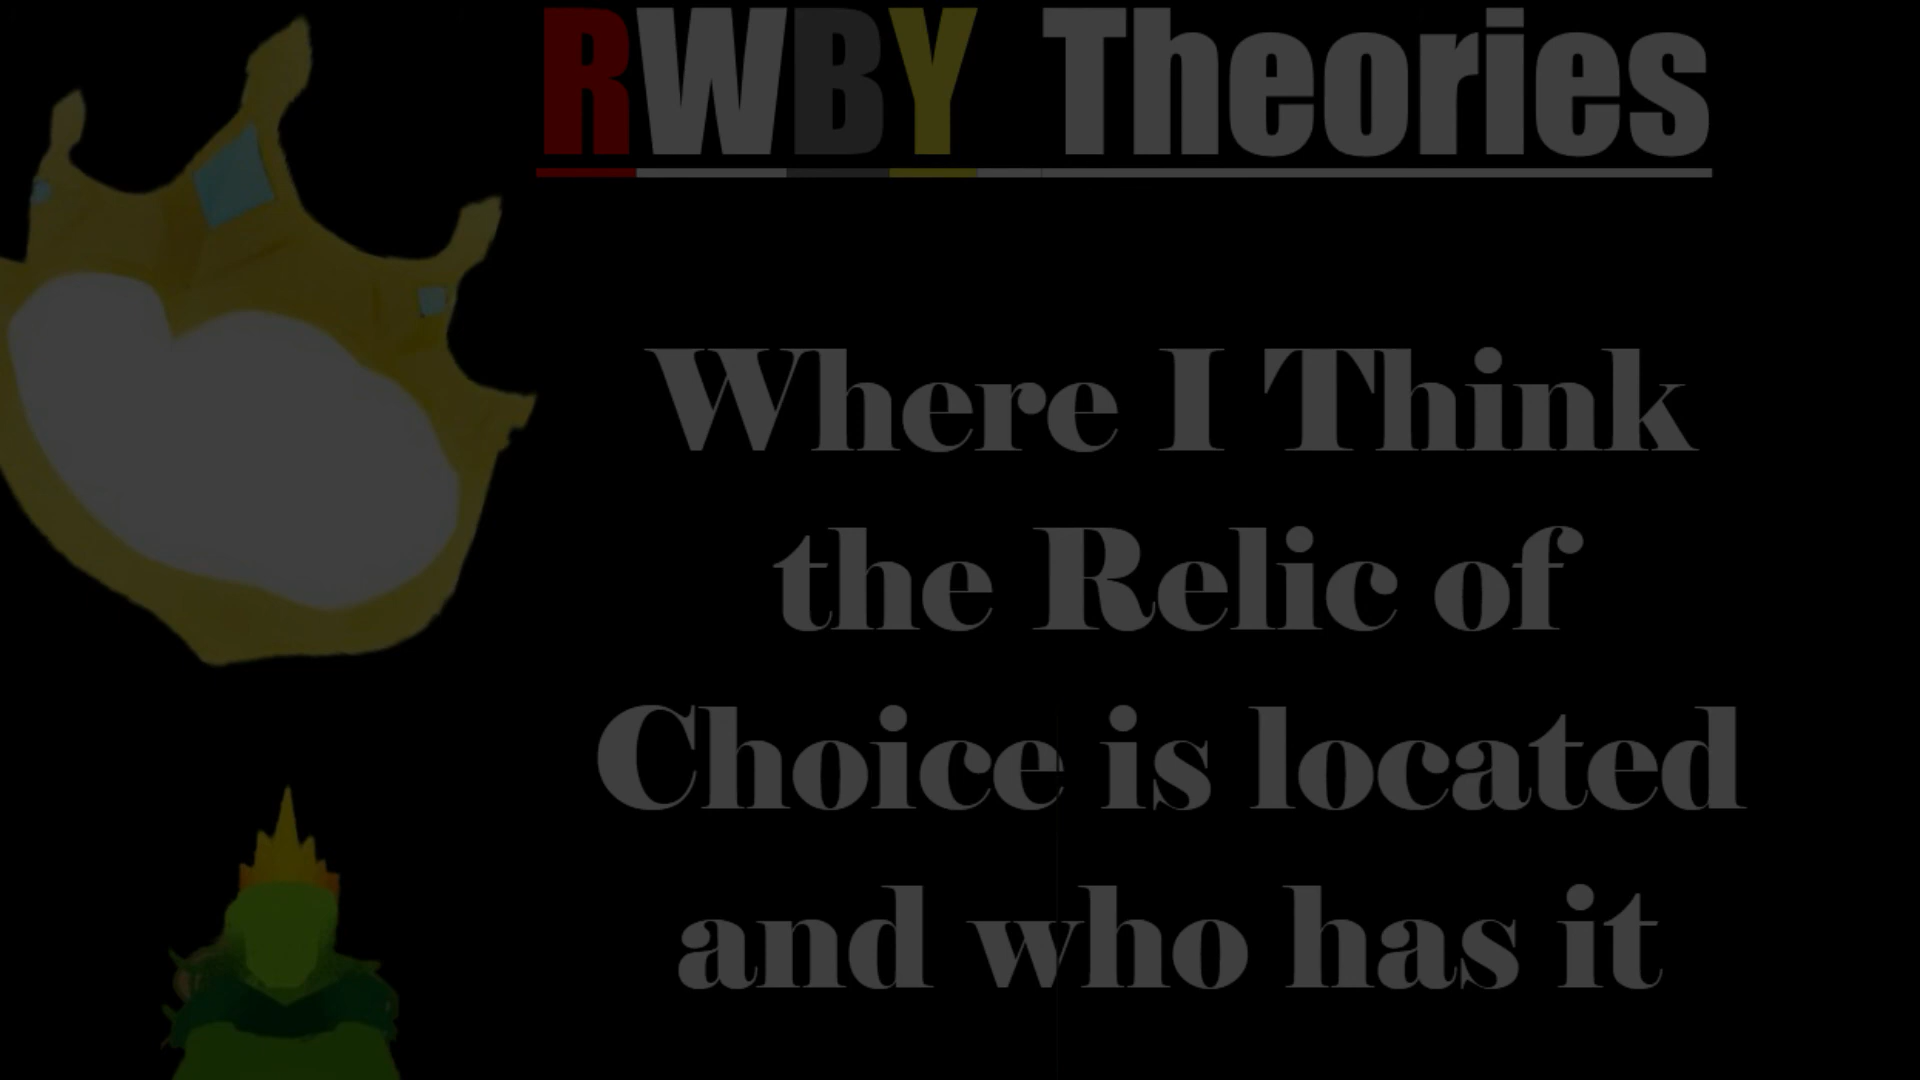 RWBY Theories
Where I Think
the Relic of
Choice is located
and who has it